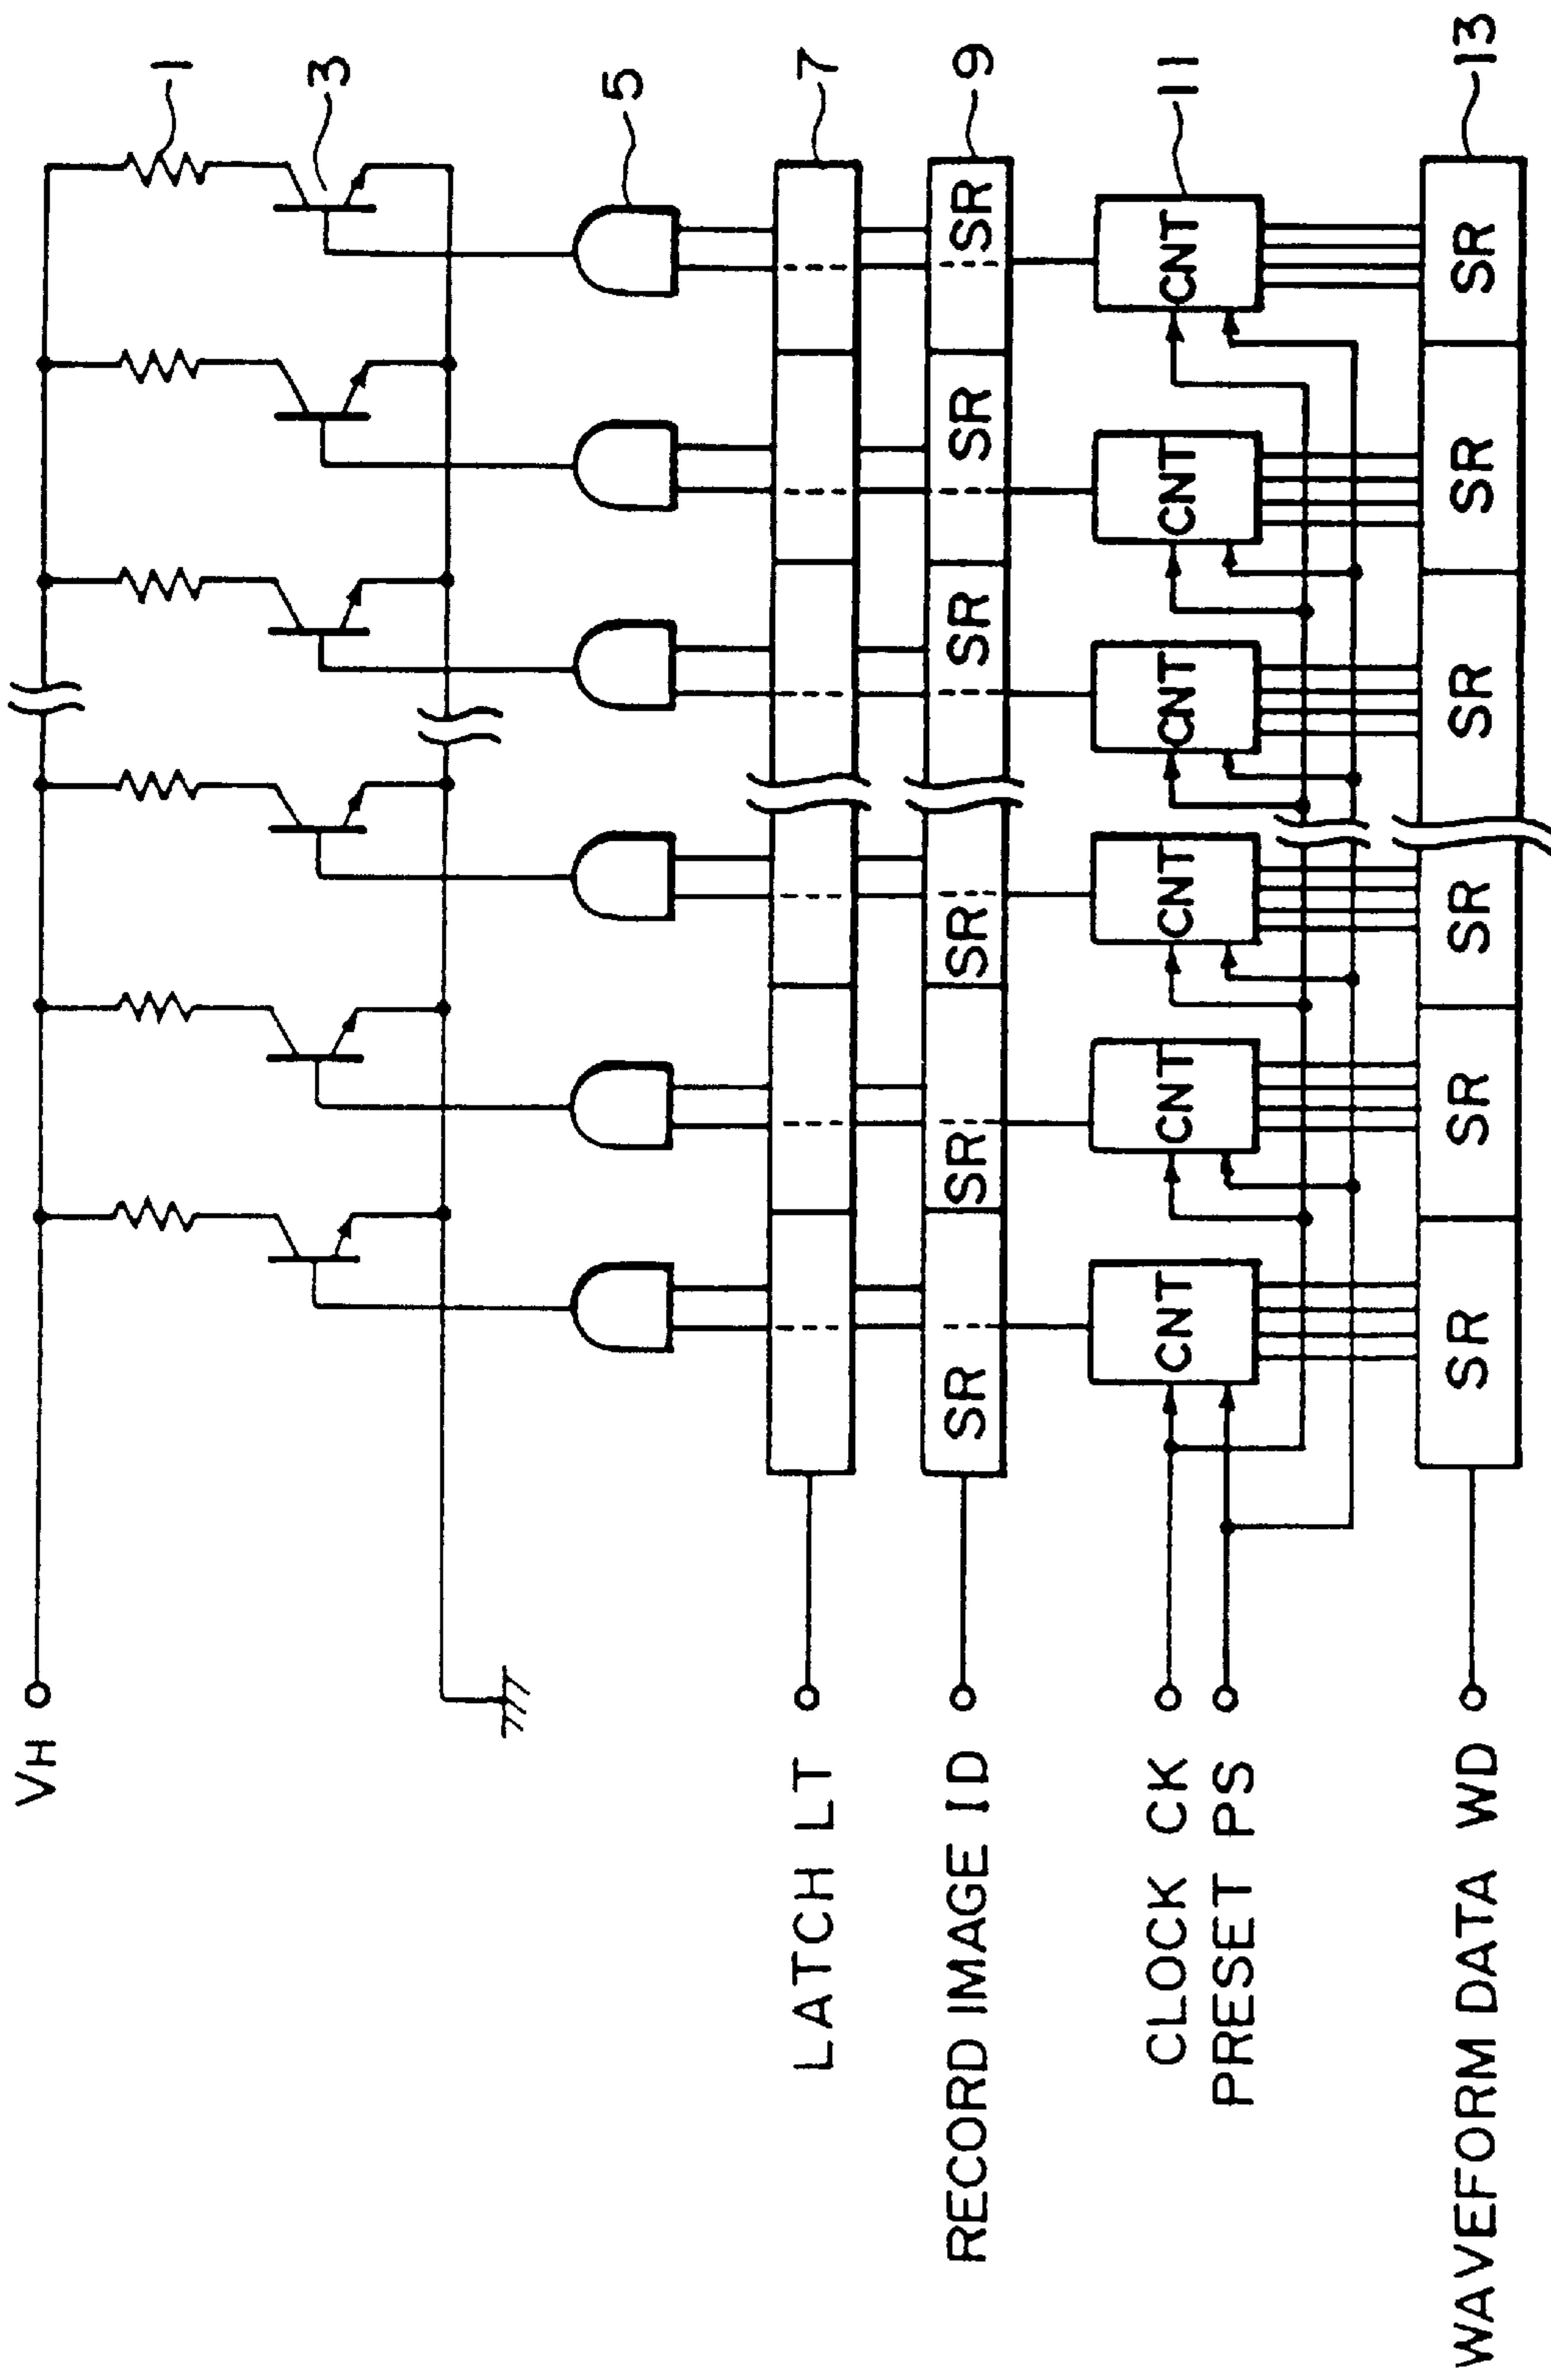 VH
1
3
5
LATCH LT
7
RECORD IMAGE ID
SR SR SR SR SR SR
9
CLOCK CK
PRESET PS
CNT CNT CNT CNT CNT CNT
11
WAVEFORM DATA WD
SR SR SR SR SR SR
13